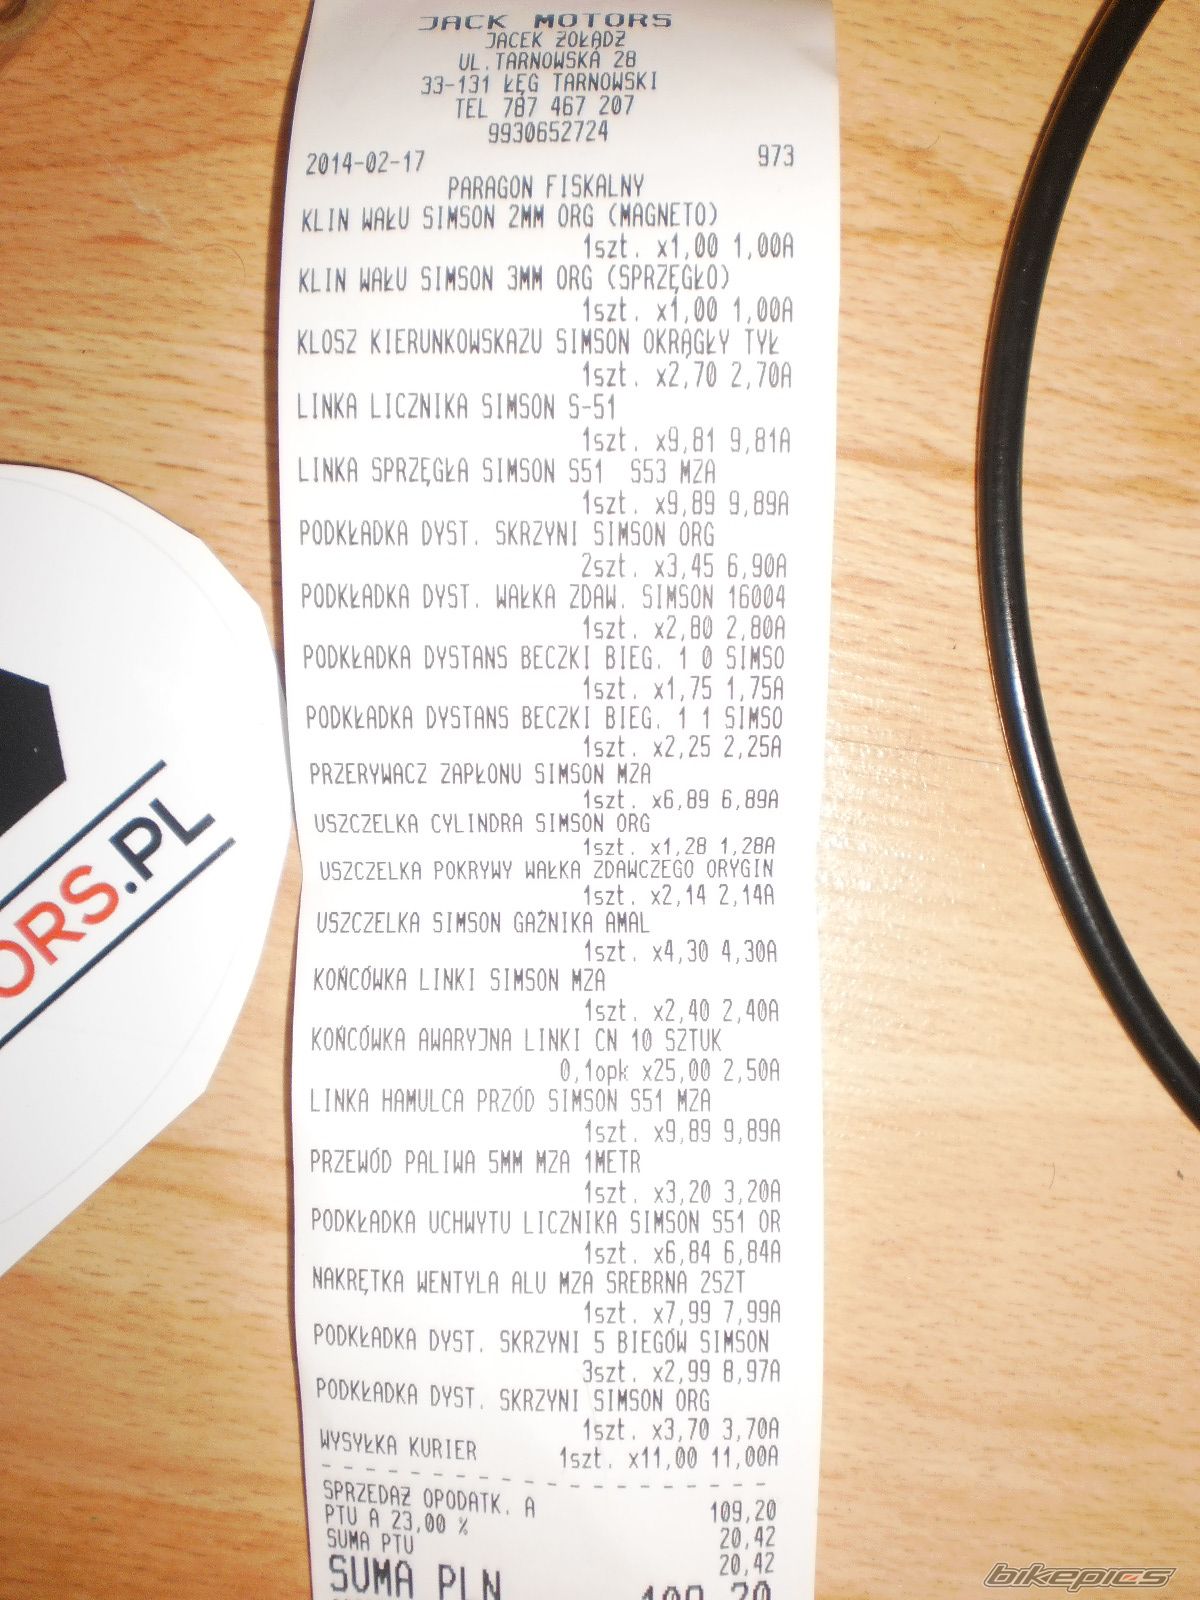 JACK MOTORS
JACEK ŻOŁĄDŹ
UL.TARNOWSKA 28
33-131 ŁĘG TARNOWSKI
TEL 787 467 207
9930652724
2014-02-17 973
PARAGON FISKALNY
KLIN WAŁU SIMSON 2MM ORG (MAGNETO)
1szt. x1,00 1,00A
KLIN WAŁU SIMSON 3MM ORG (SPRZĘGŁO)
1szt. x1,00 1,00A
KLOSZ KIERUNKOWSKAZU SIMSON OKRĄGŁY TYŁ
1szt. x2,70 2,70A
LINKA LICZNIKA SIMSON S-51
1szt. x9,81 9,81A
LINKA SPRZĘGŁA SIMSON S51 S53 MZA
1szt. x9,89 9,89A
PODKŁADKA DYST. SKRZYNI SIMSON ORG
2szt. x3,45 6,90A
PODKŁADKA DYST. WAŁKA ZDAW. SIMSON 16004
1szt. x2,80 2,80A
PODKŁADKA DYSTANS BECZKI BIEG. 1 0 SIMSO
1szt. x1,75 1,75A
PODKŁADKA DYSTANS BECZKI BIEG. 1 1 SIMSO
1szt. x2,25 2,25A
PRZERYWACZ ZAPŁONU SIMSON MZA
1szt. x6,89 6,89A
USZCZELKA CYLINDRA SIMSON ORG
1szt. x1,28 1,28A
USZCZELKA POKRYWY WAŁKA ZDAWCZEGO ORYGIN
1szt. x2,14 2,14A
USZCZELKA SIMSON GAŹNIKA AMAL
1szt. x4,30 4,30A
KOŃCÓWKA LINKI SIMSON MZA
1szt. x2,40 2,40A
KOŃCÓWKA AWARYJNA LINKI CN 10 SZTUK
0,1opk x25,00 2,50A
LINKA HAMULCA PRZÓD SIMSON S51 MZA
1szt. x9,89 9,89A
PRZEWÓD PALIWA 5MM MZA 1METR
1szt. x3,20 3,20A
PODKŁADKA UCHWYTU LICZNIKA SIMSON S51 OR
1szt. x6,84 6,84A
NAKRĘTKA WENTYLA ALU MZA SREBRNA 2SZT
1szt. x7,99 7,99A
PODKŁADKA DYST. SKRZYNI 5 BIEGÓW SIMSON
3szt. x2,99 8,97A
PODKŁADKA DYST. SKRZYNI SIMSON ORG
1szt. x3,70 3,70A
WYSYŁKA KURIER 1szt. x11,00 11,00A
SPRZEDAŻ OPODATK. A 109,20
PTU A 23,00 % 20,42
SUMA PTU 20,42
SUMA PLN 109,20
ORS.PL
bikepics